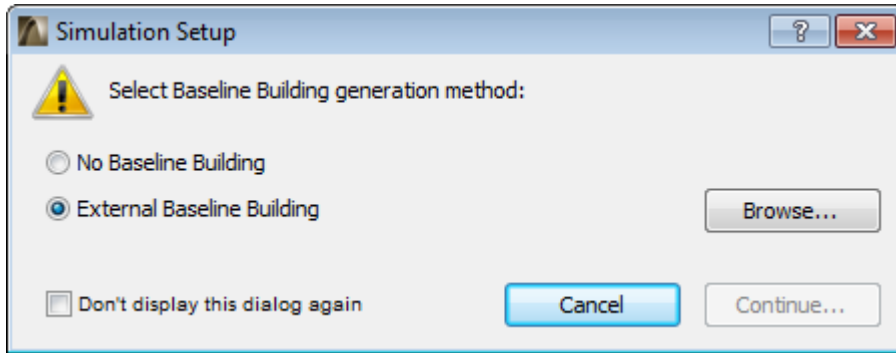 Simulation Setup
?
Select Baseline Building generation method:
No Baseline Building
External Baseline Building
Browse...
Don't display this dialog again
Cancel
Continue...